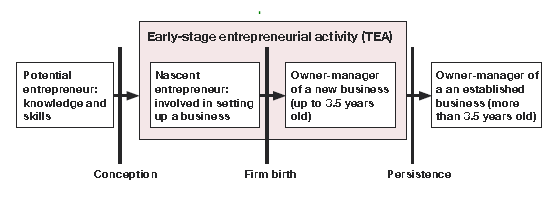 Early-stage entrepreneurial activity (TEA)
Potential
entrepreneur:
knowledge and
skills
Nascent
entrepreneur:
involved in setting
up a business
Owner-manager
of a new business
(up to 3.5 years
old)
Owner-manager of
a an established
business (more
than 3.5 years old)
Conception
Firm birth
Persistence